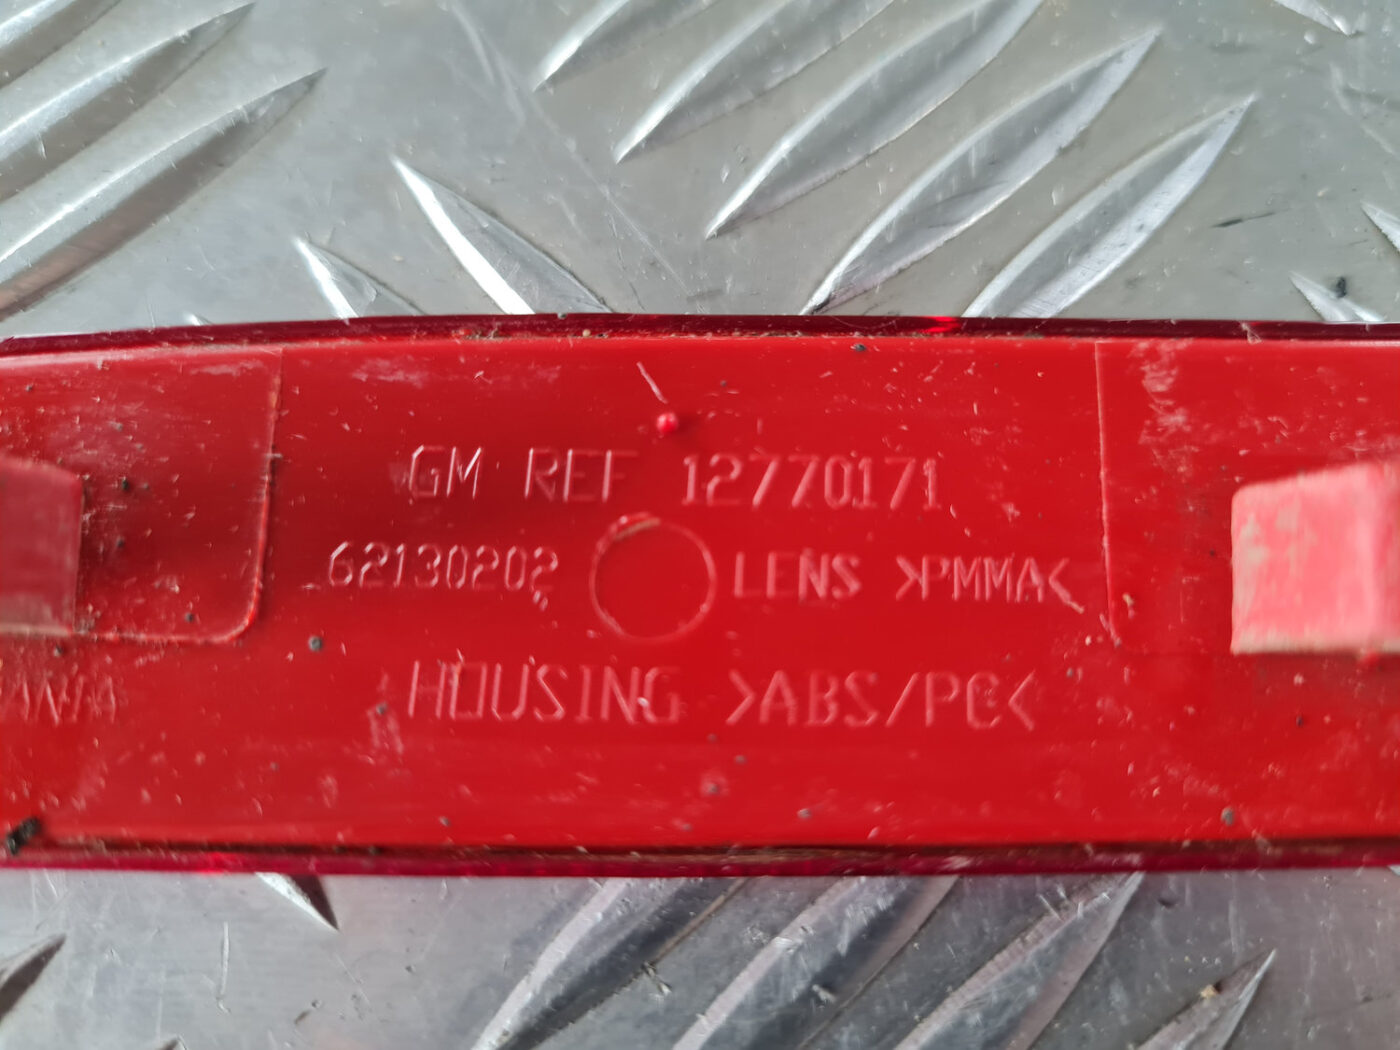 GM REF 12770171
62130202 LENS >PMMA<
HOUSING >ABS/PC<